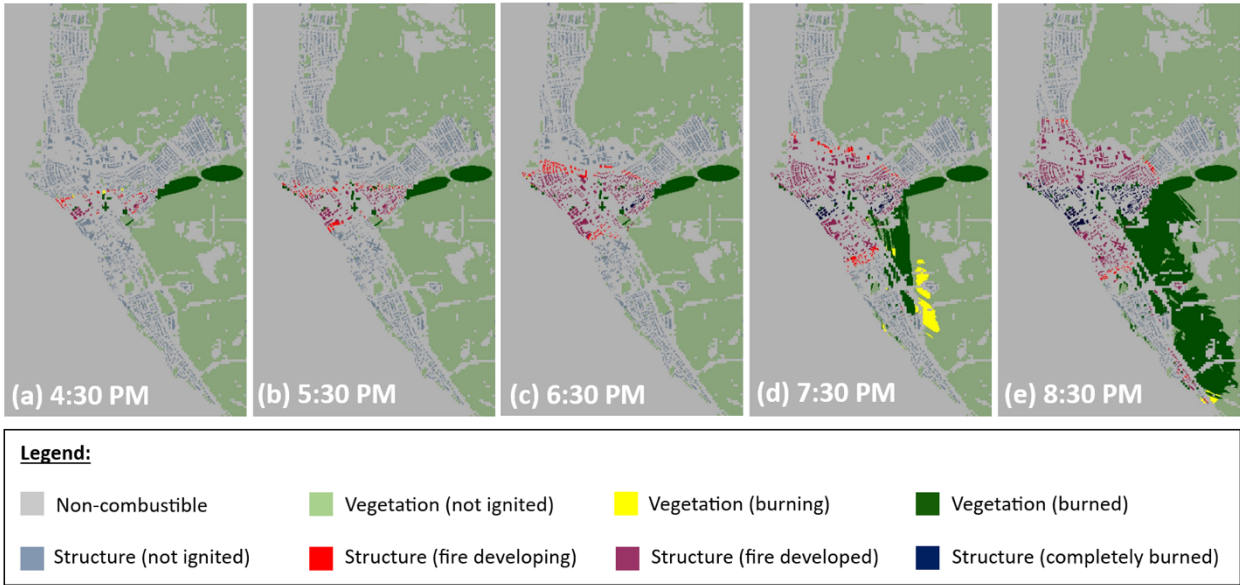 (a) 4:30 PM
(b) 5:30 PM
(c) 6:30 PM
(d) 7:30 PM
(e) 8:30 PM
Legend:
Non-combustible
Vegetation (not ignited)
Vegetation (burning)
Vegetation (burned)
Structure (not ignited)
Structure (fire developing)
Structure (fire developed)
Structure (completely burned)